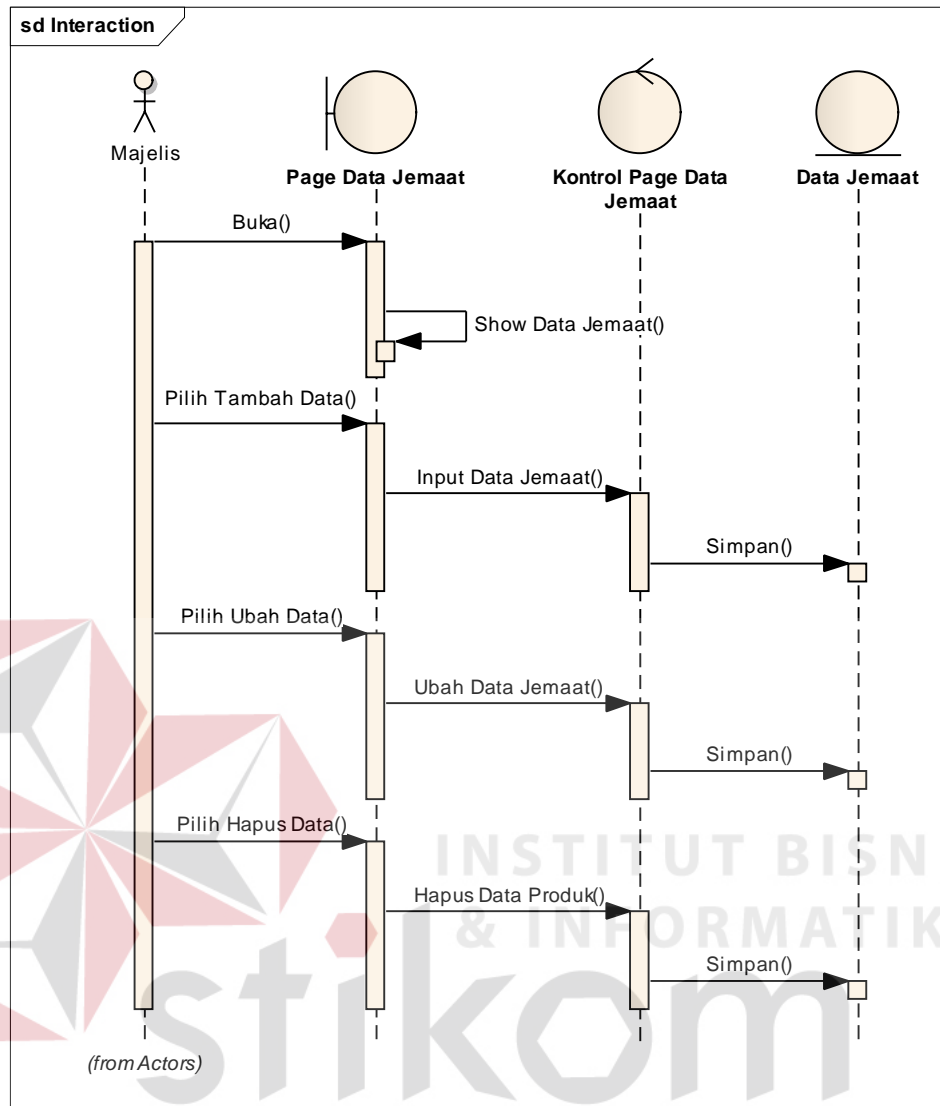 sd Interaction
Majelis
Page Data Jemaat
Kontrol Page Data
Jemaat
Data Jemaat
Buka()
Show Data Jemaat()
Pilih Tambah Data()
Input Data Jemaat()
Simpan()
Pilih Ubah Data()
Ubah Data Jemaat()
Simpan()
Pilih Hapus Data()
Hapus Data Produk()
Simpan()
(from Actors)
INSTITUT BISN
& INFORMATIK
stikom